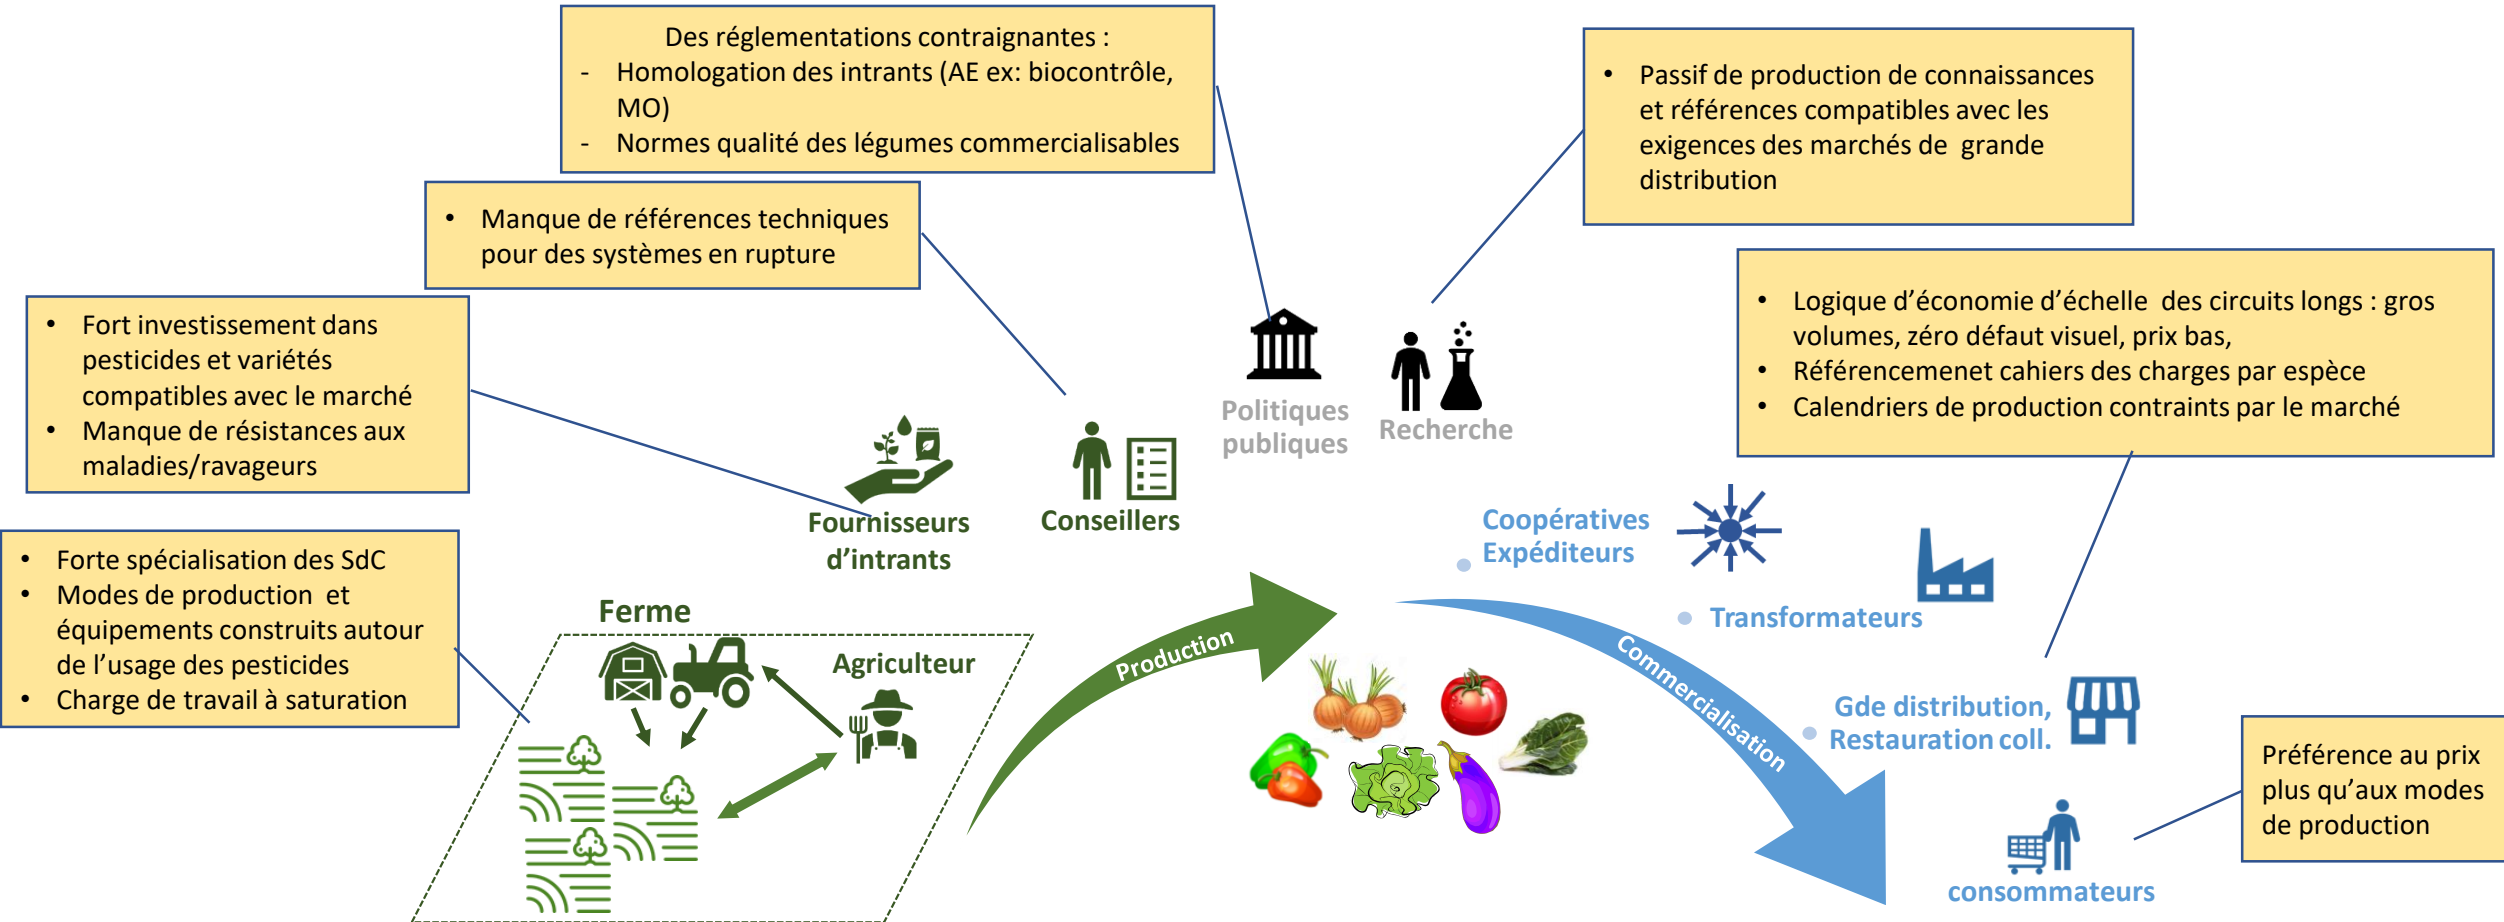 Des réglementations contraignantes :
- Homologation des intrants (AE ex: biocontrôle,
MO)
- Normes qualité des légumes commercialisables
• Passif de production de connaissances
et références compatibles avec les
exigences des marchés de grande
distribution
• Manque de références techniques
pour des systèmes en rupture
• Logique d’économie d’échelle des circuits longs : gros
volumes, zéro défaut visuel, prix bas,
• Référencemenet cahiers des charges par espèce
• Calendriers de production contraints par le marché
• Fort investissement dans
pesticides et variétés
compatibles avec le marché
• Manque de résistances aux
maladies/ravageurs
Politiques
publiques
Recherche
Fournisseurs
d’intrants
Conseillers
• Coopératives
Expéditeurs
• Forte spécialisation des SdC
• Modes de production et
équipements construits autour
de l’usage des pesticides
• Charge de travail à saturation
Ferme
Agriculteur
Production
Commercialisation
• Transformateurs
• Gde distribution,
Restauration coll.
Préférence au prix
plus qu’aux modes
de production
consommateurs